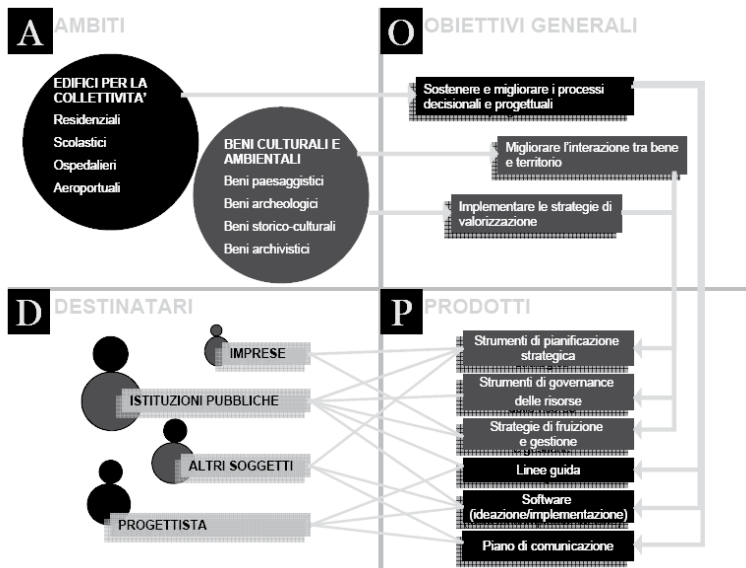 A AMBITI
EDIFICI PER LA
COLLETTIVITA'
Residenziali
Scolastici
Ospedalieri
Aeroportuali
BENI CULTURALI E
AMBIENTALI
Beni paesaggistici
Beni archeologici
Beni storico-culturali
Beni archivistici
O OBIETTIVI GENERALI
Sostenere e migliorare i processi
decisionali e progettuali
Migliorare l'interazione tra bene
e territorio
Implementare le strategie di
valorizzazione
D DESTINATARI
IMPRESE
ISTITUZIONI PUBBLICHE
ALTRI SOGGETTI
PROGETTISTA
P PRODOTTI
Strumenti di pianificazione
strategica
Strumenti di governance
delle risorse
Strategie di fruizione
e gestione
Linee guida
Software
(ideazione/implementazione)
Piano di comunicazione